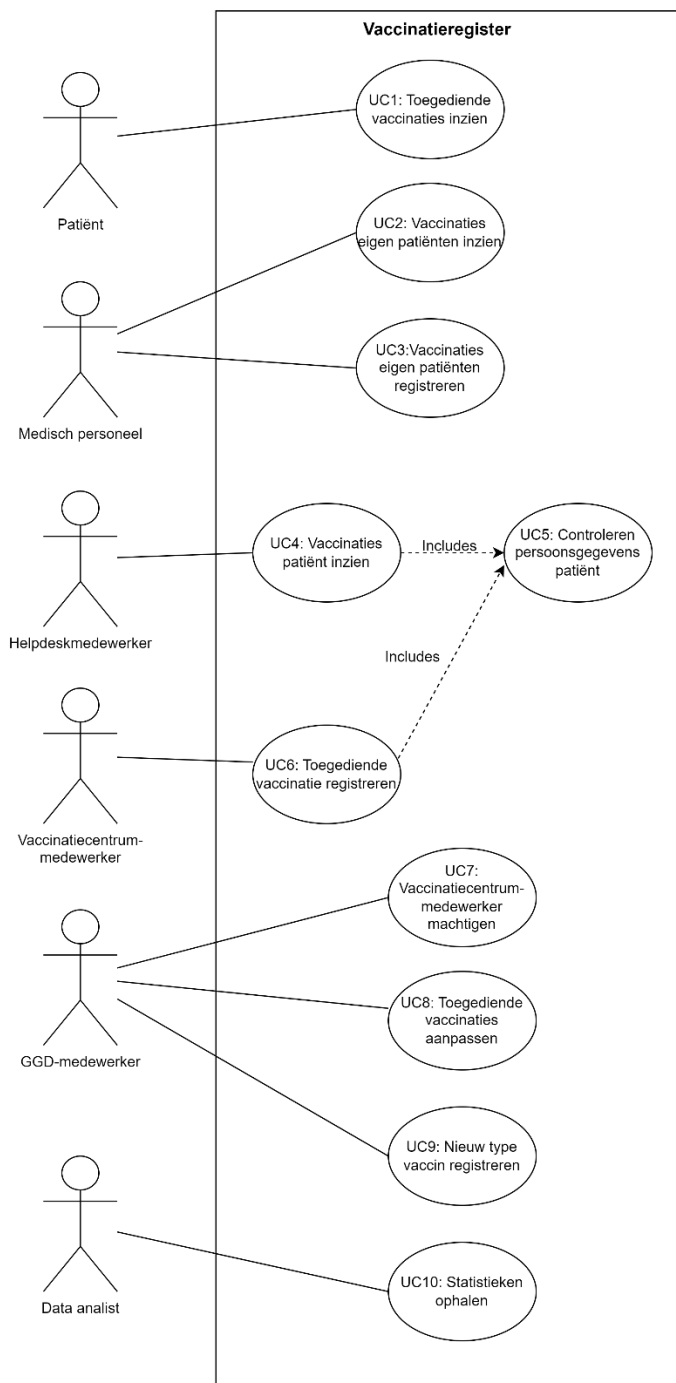 Vaccinatieregister
UC1: Toegediende
vaccinaties inzien
Patiënt
UC2: Vaccinaties
eigen patiënten inzien
UC3:Vaccinaties
eigen patiënten
registreren
Medisch personeel
UC4: Vaccinaties
patiënt inzien
Includes
UC5: Controleren
persoonsgegevens
patiënt
Helpdeskmedewerker
Includes
UC6: Toegediende
vaccinatie registreren
Vaccinatiecentrum-
medewerker
UC7:
Vaccinatiecentrum-
medewerker
machtigen
UC8: Toegediende
vaccinaties
aanpassen
GGD-medewerker
UC9: Nieuw type
vaccin registreren
UC10: Statistieken
ophalen
Data analist